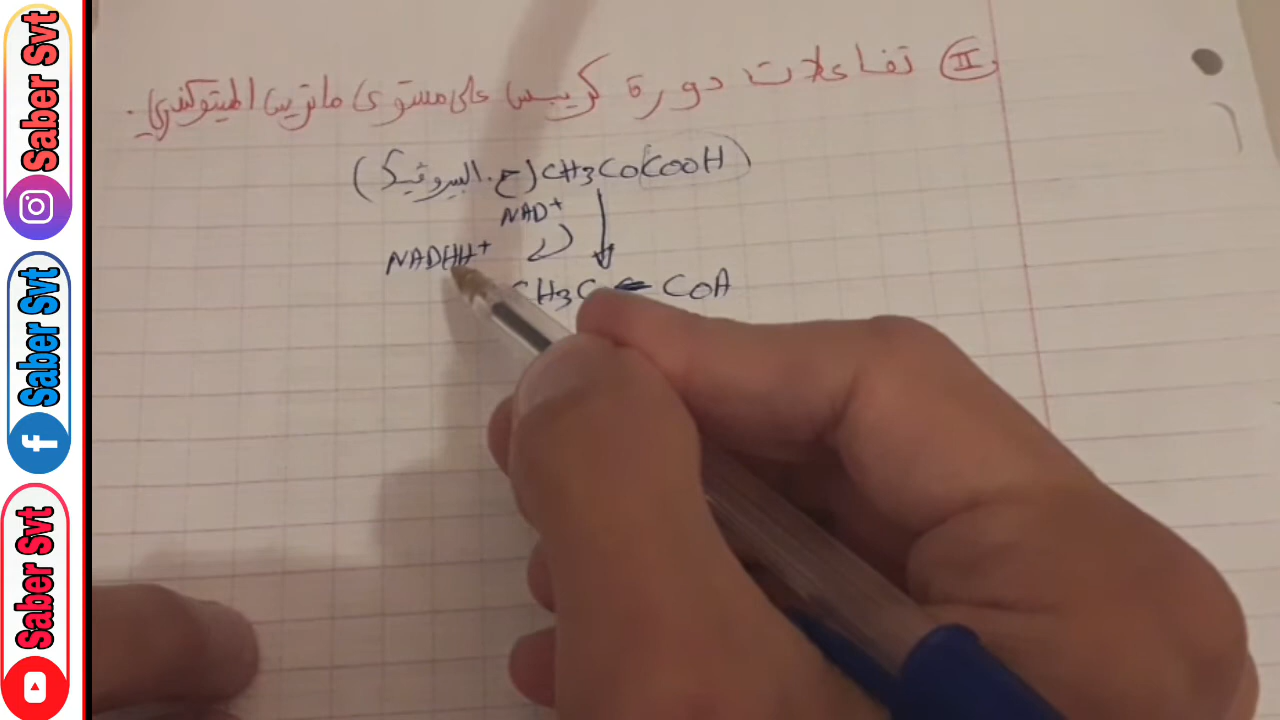 II تفاعلات دورة كريبس على مستوى ماتريس الميتوكندري.
CH3COCOOH (ح. البيروفيك)
NAD+
NADHH+
CH3C CoA
Saber Svt
Saber Svt
Saber Svt